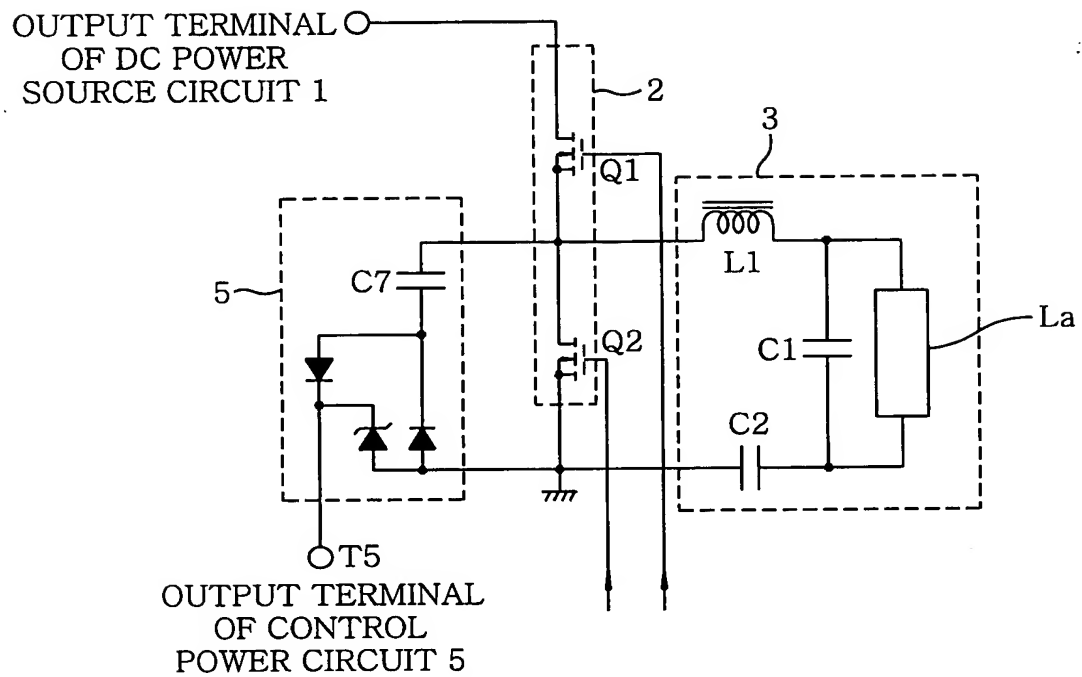 OUTPUT TERMINAL
OF DC POWER
SOURCE CIRCUIT 1
2
3
Q1
L1
5
C7
La
Q2
C1
C2
T5
OUTPUT TERMINAL
OF CONTROL
POWER CIRCUIT 5